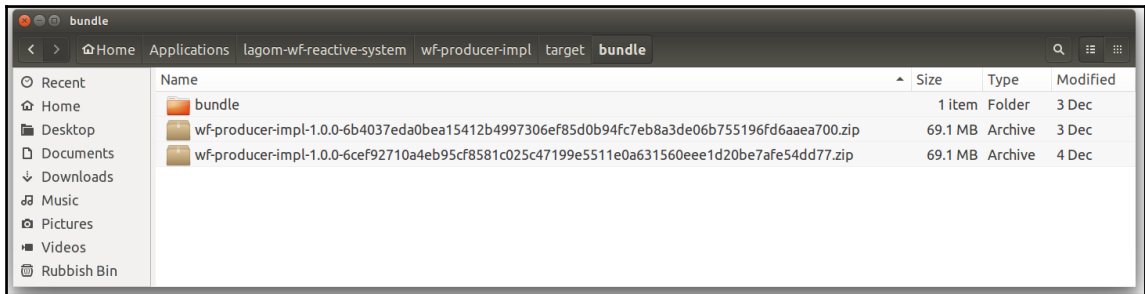 bundle
Home Applications lagom-wf-reactive-system wf-producer-impl target bundle
Recent
Home
Desktop
Documents
Downloads
Music
Pictures
Videos
Rubbish Bin
Name Size Type Modified
bundle 1 item Folder 3 Dec
wf-producer-impl-1.0.0-6b4037eda0bea15412b4997306ef85d0b94fc7eb8a3de06b755196fd6aaea700.zip 69.1 MB Archive 3 Dec
wf-producer-impl-1.0.0-6cef92710a4eb95cf8581c025c47199e5511e0a631560eee1d20be7afe54dd77.zip 69.1 MB Archive 4 Dec